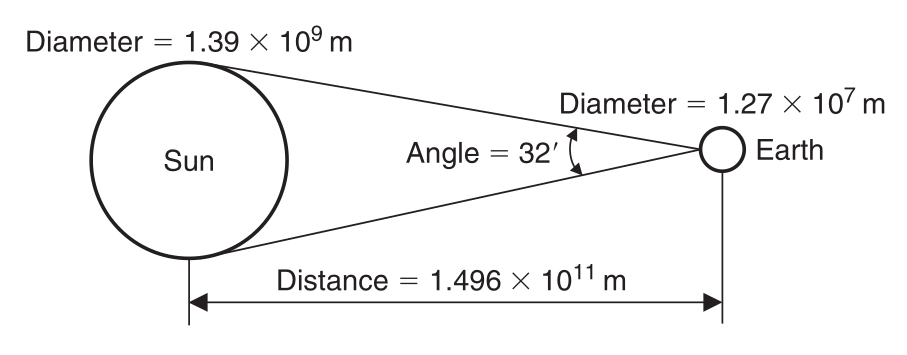 Diameter = 1.39 × 10⁹ m
Diameter = 1.27 × 10⁷ m
Sun
Angle = 32′
Earth
Distance = 1.496 × 10¹¹ m